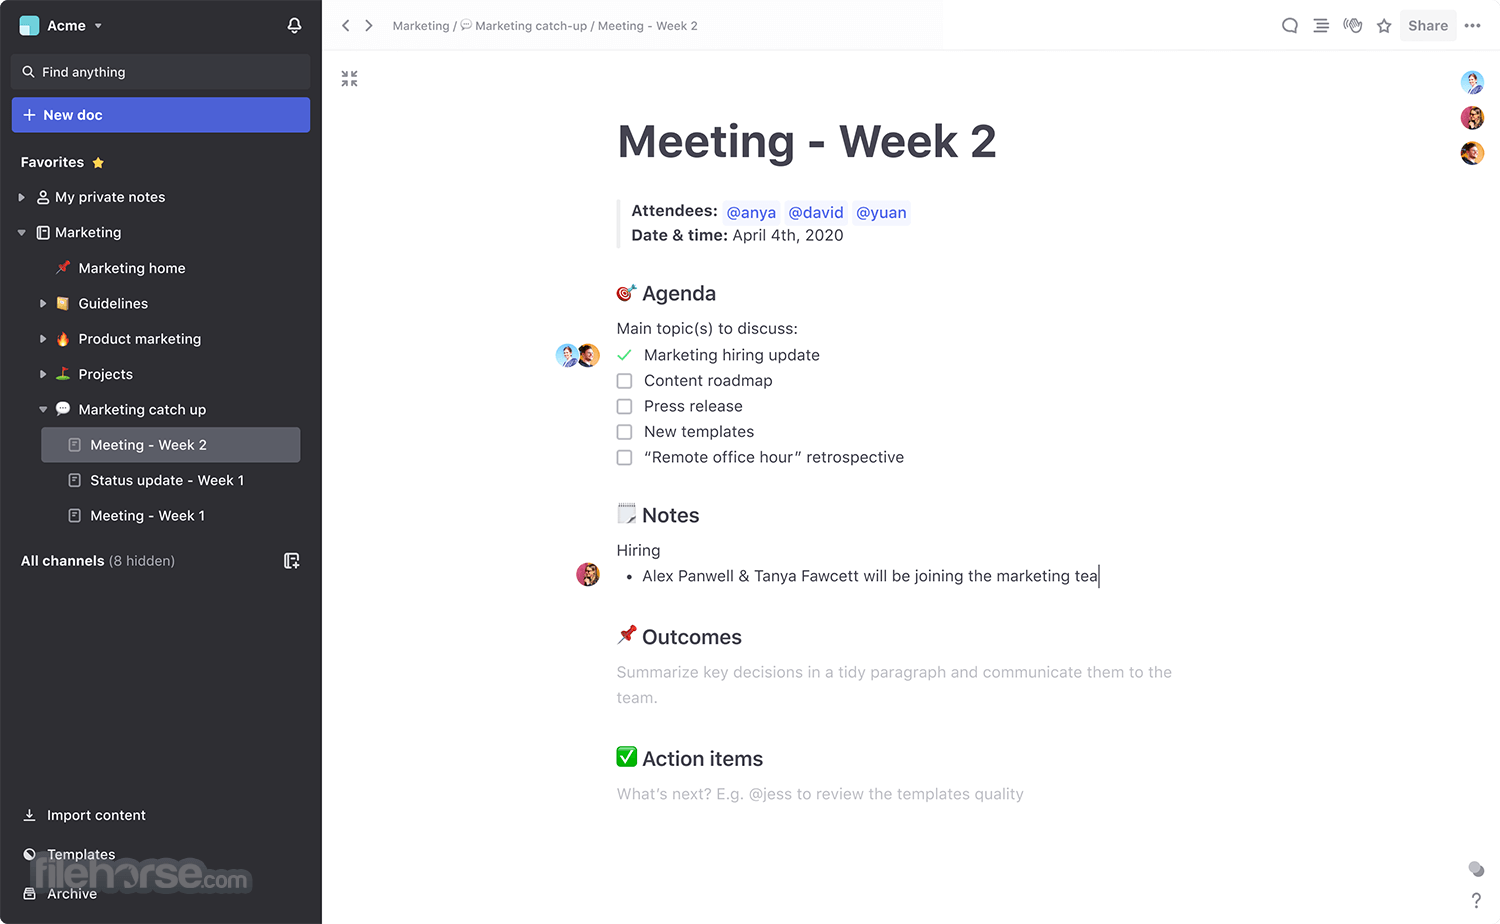 Acme
Find anything
New doc
Favorites
My private notes
Marketing
Marketing home
Guidelines
Product marketing
Projects
Marketing catch up
Meeting - Week 2
Status update - Week 1
Meeting - Week 1
All channels (8 hidden)
Import content
Templates
filehorse.com
Archive
Marketing / Marketing catch-up / Meeting - Week 2
Share
Meeting - Week 2
Attendees: @anya @david @yuan
Date & time: April 4th, 2020
Agenda
Main topic(s) to discuss:
Marketing hiring update
Content roadmap
Press release
New templates
“Remote office hour” retrospective
Notes
Hiring
• Alex Panwell & Tanya Fawcett will be joining the marketing tea
Outcomes
Summarize key decisions in a tidy paragraph and communicate them to the
team.
Action items
What's next? E.g. @jess to review the templates quality
?